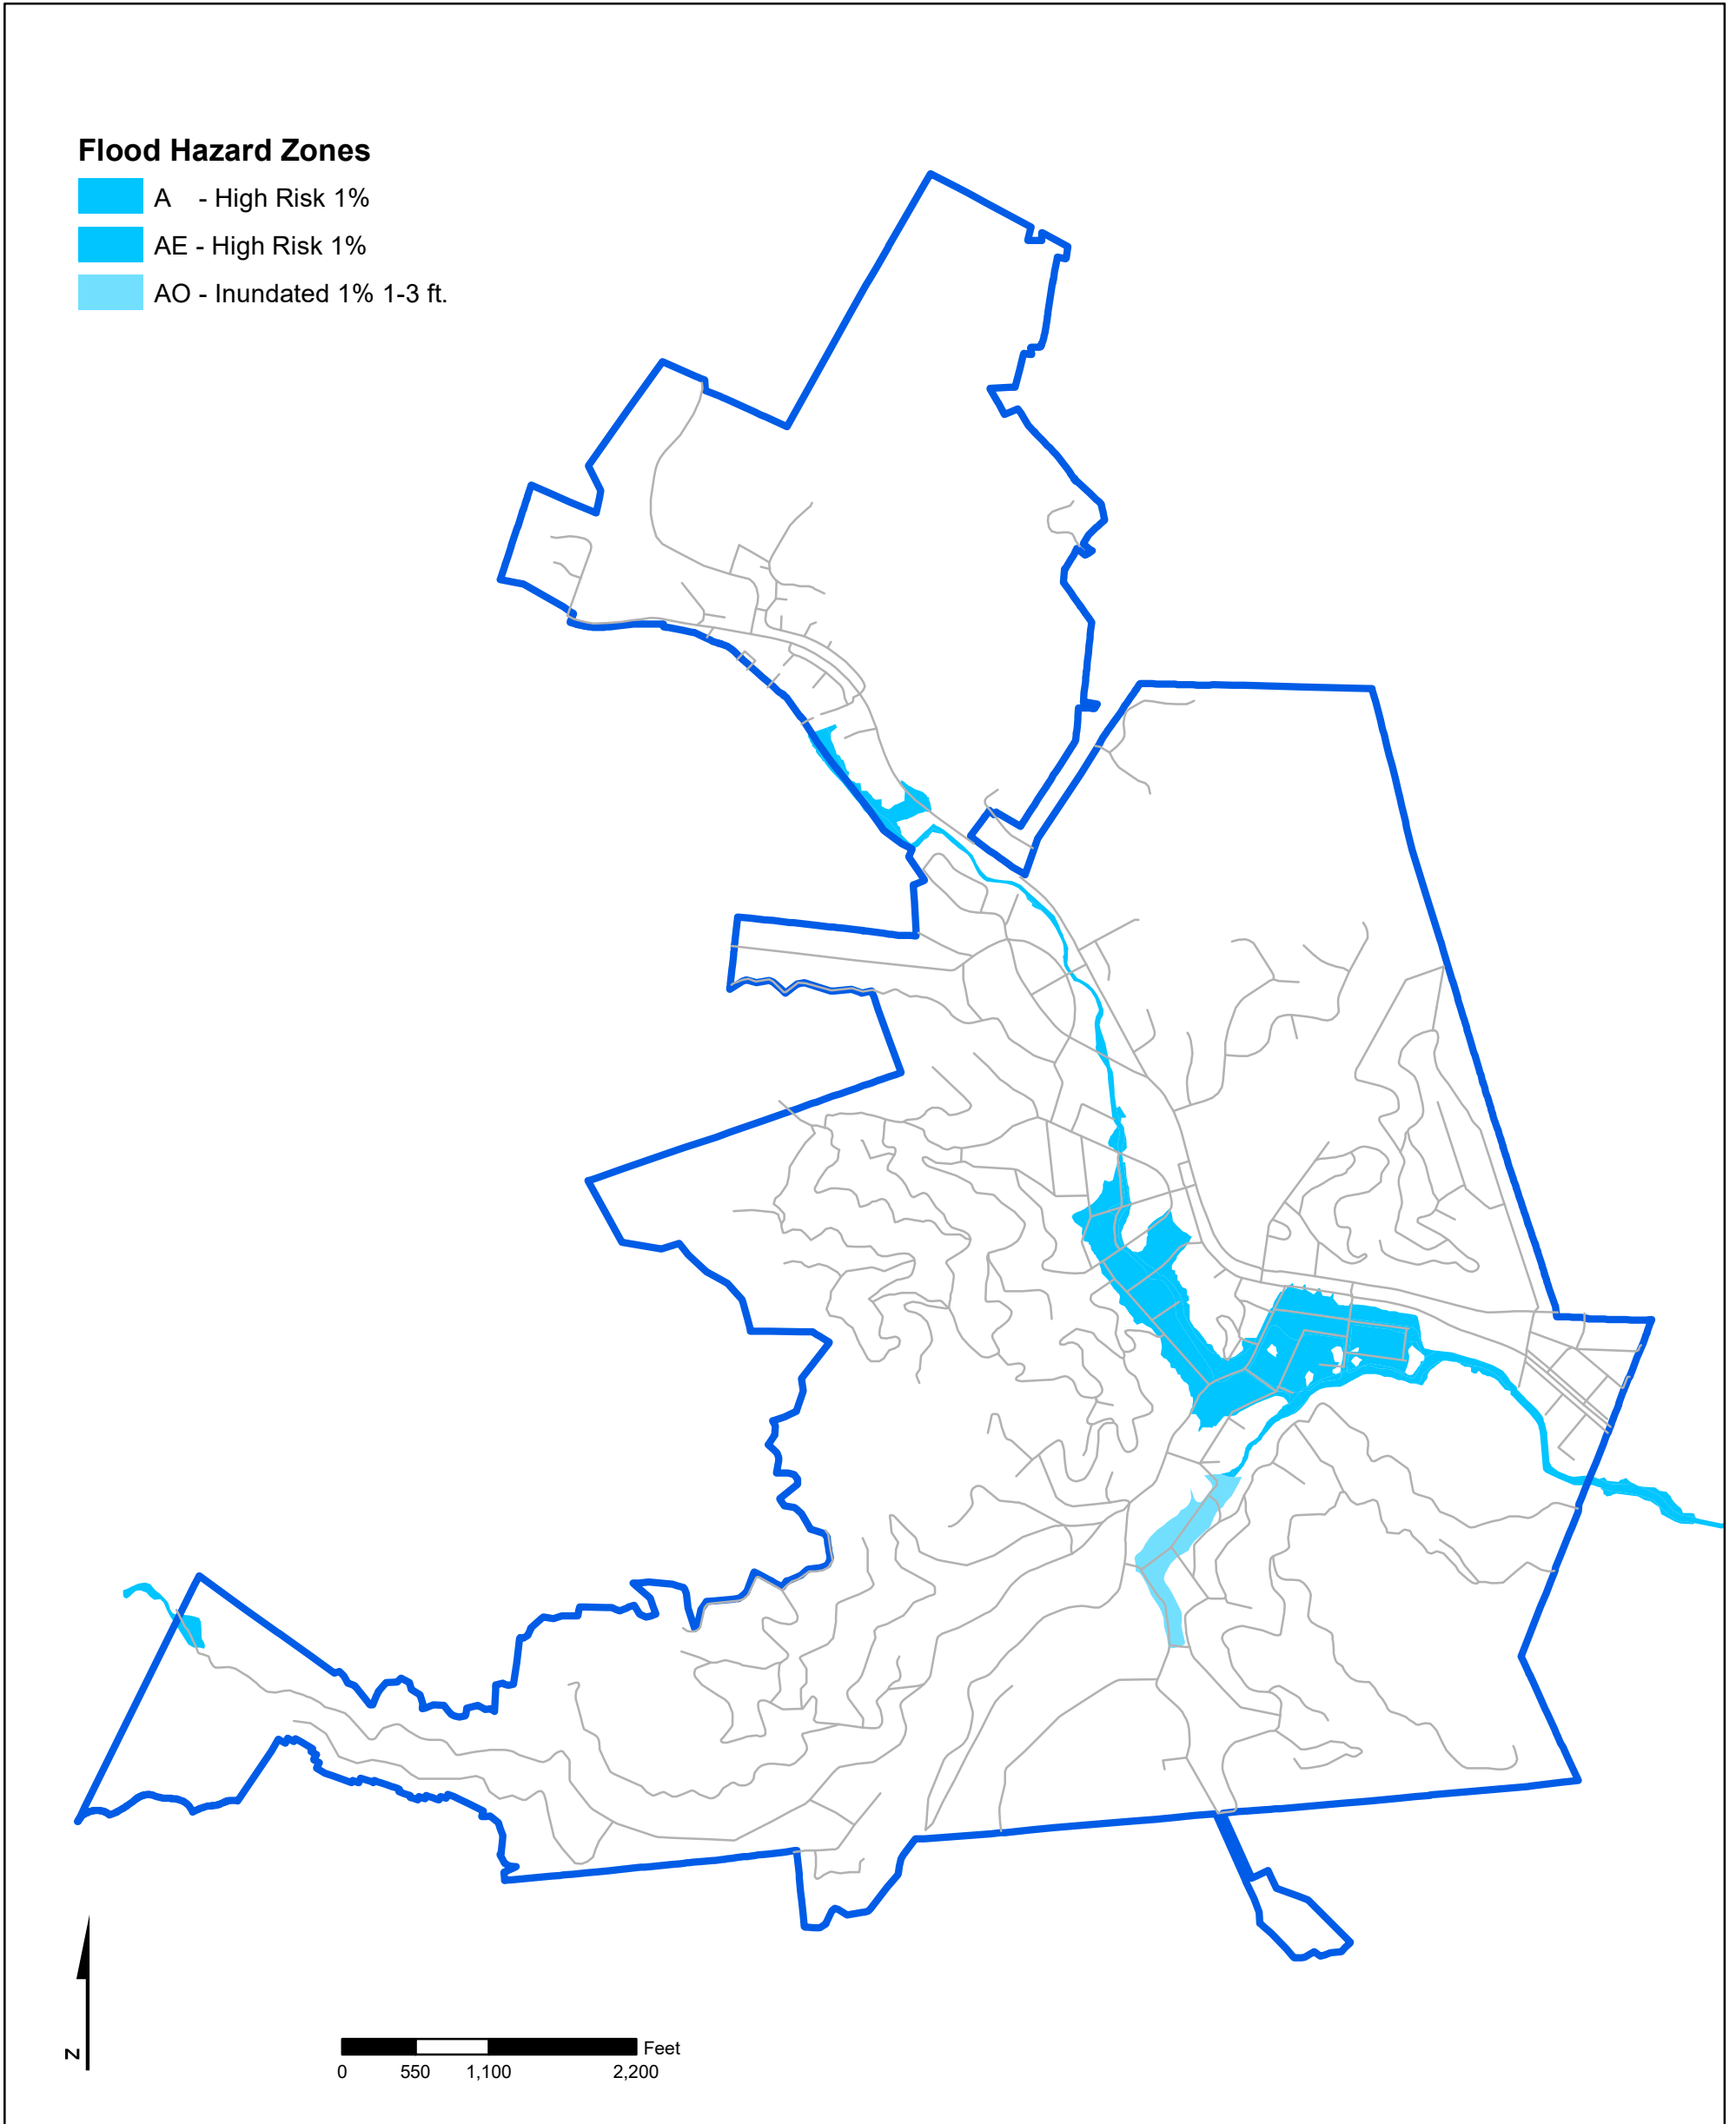 Flood Hazard Zones
A - High Risk 1%
AE - High Risk 1%
AO - Inundated 1% 1-3 ft.
N
Feet
0 550 1,100 2,200